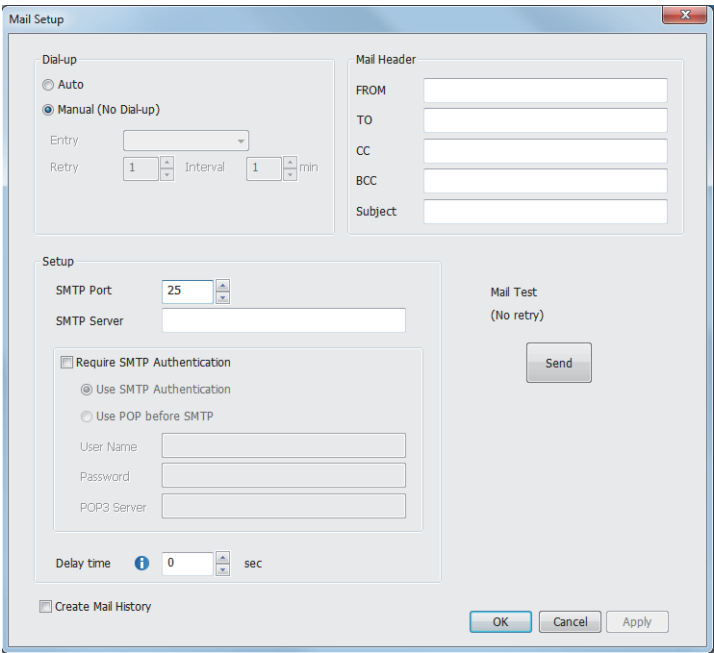 Mail Setup
Dial-up
Auto
Manual (No Dial-up)
Entry
Retry 1 Interval 1 min
Mail Header
FROM
TO
CC
BCC
Subject
Setup
SMTP Port 25
SMTP Server
Require SMTP Authentication
Use SMTP Authentication
Use POP before SMTP
User Name
Password
POP3 Server
Delay time i 0 sec
Mail Test
(No retry)
Send
Create Mail History
OK Cancel Apply